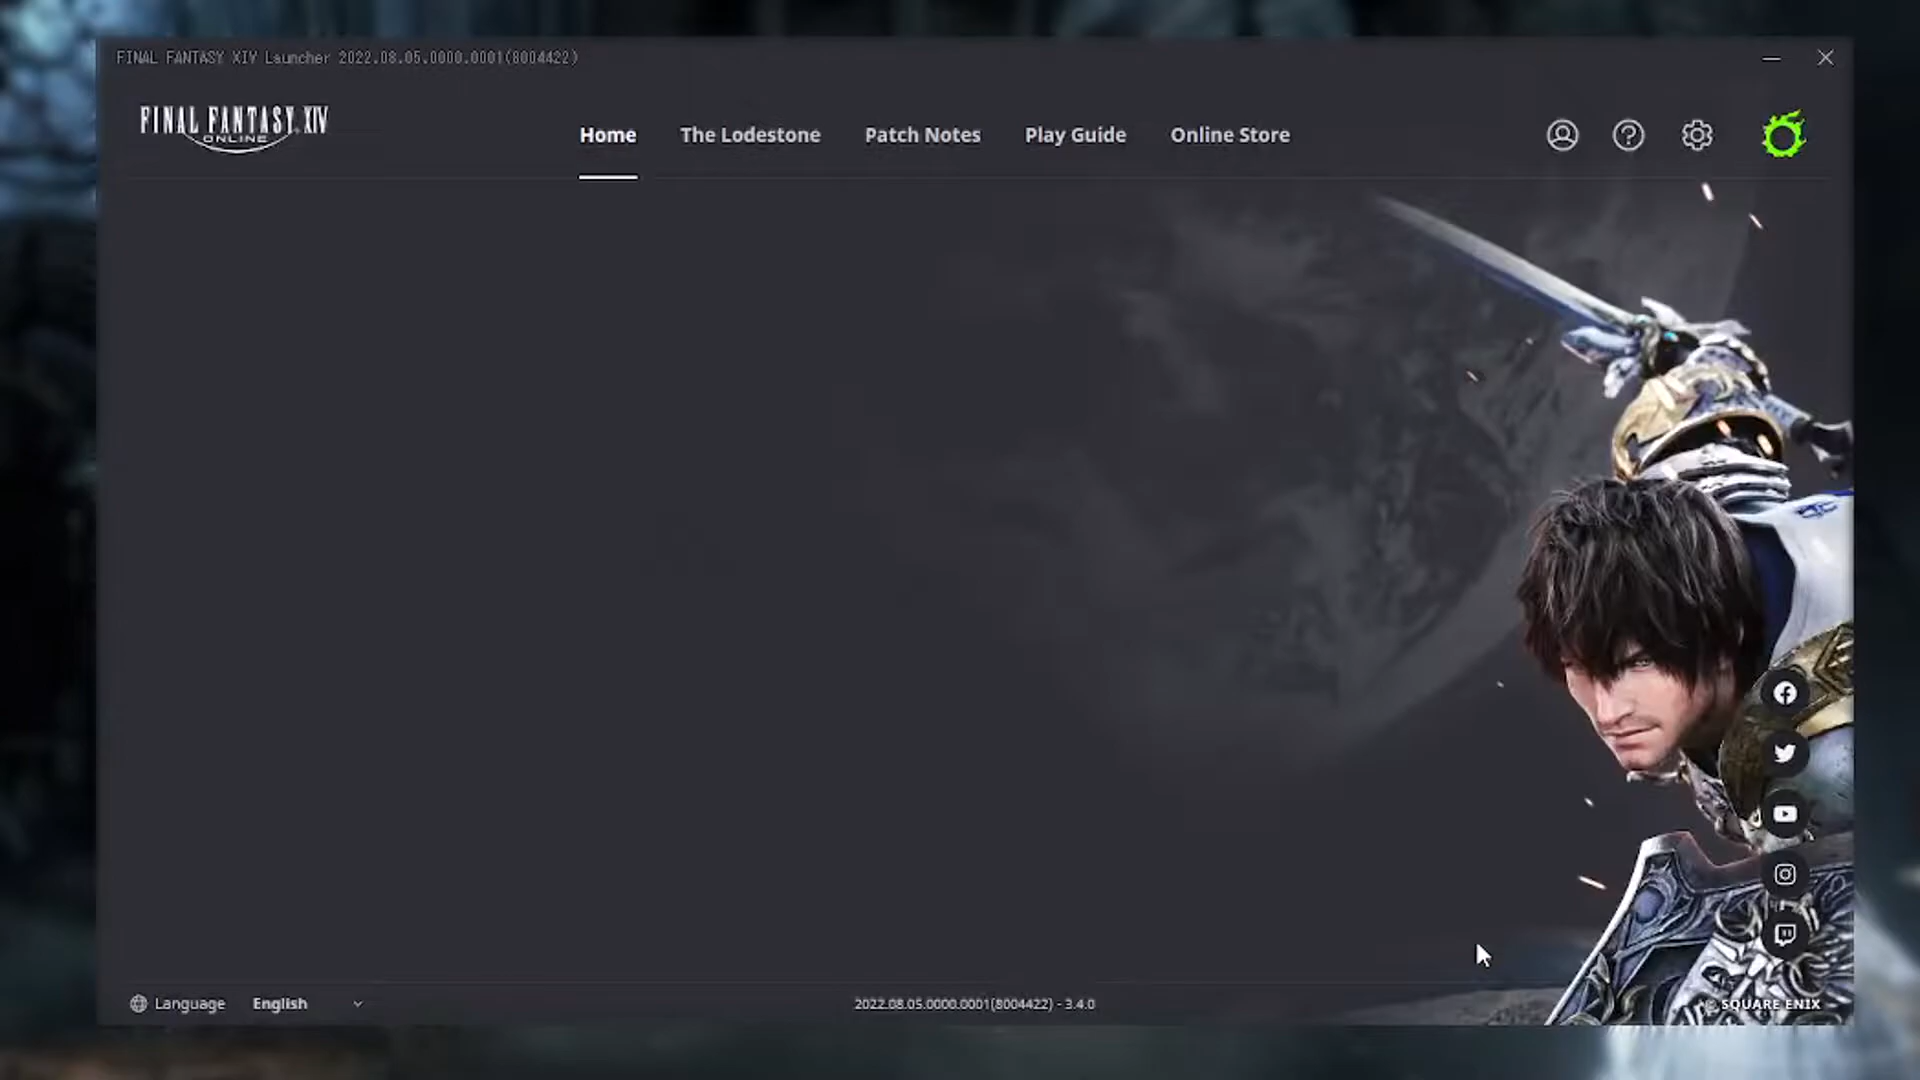 FINAL FANTASY XIV Launcher 2022.08.05.0000.0001(8004422)
FINAL FANTASY XIV
ONLINE
Home
The Lodestone
Patch Notes
Play Guide
Online Store
Language
English
2022.08.05.0000.0001(8004422) - 3.4.0
© SQUARE ENIX